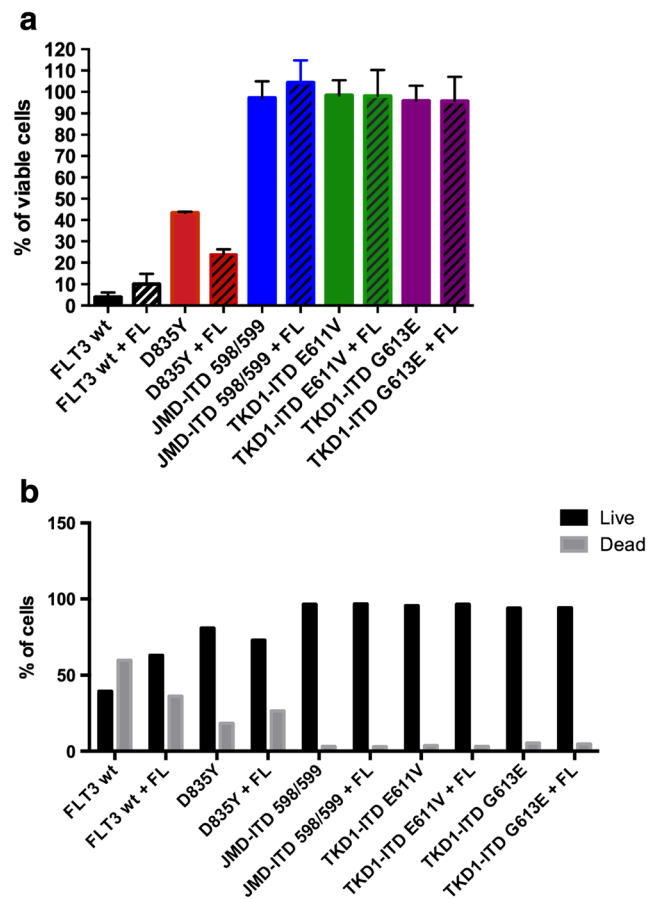 a
% of viable cells
120
110
100
90
80
70
60
50
40
30
20
10
0
FLT3 wt
FLT3 wt + FL
D835Y
D835Y + FL
JMD-ITD 598/599
JMD-ITD 598/599 + FL
TKD1-ITD E611V
TKD1-ITD E611V + FL
TKD1-ITD G613E
TKD1-ITD G613E + FL
b
% of cells
150
100
50
0
Live
Dead
FLT3 wt
FLT3 wt + FL
D835Y
D835Y + FL
JMD-ITD 598/599
JMD-ITD 598/599 + FL
TKD1-ITD E611V
TKD1-ITD E611V + FL
TKD1-ITD G613E
TKD1-ITD G613E + FL